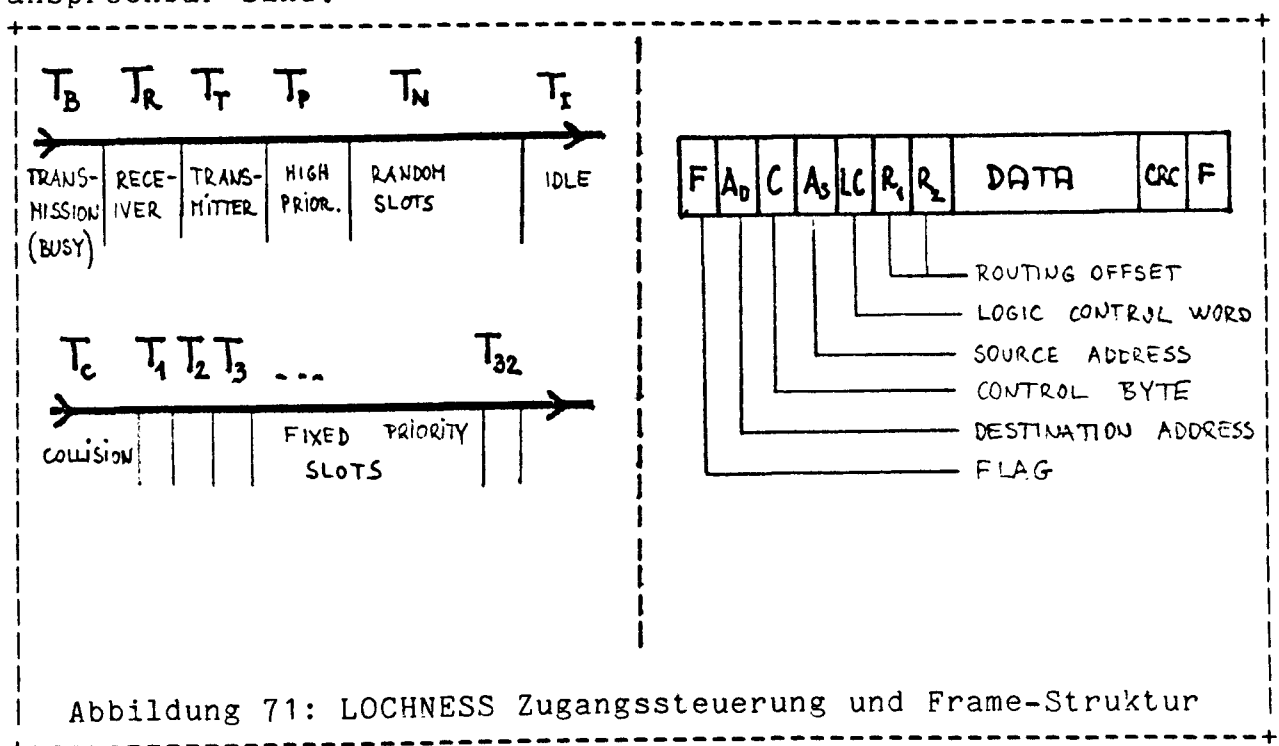 T_B T_R T_T T_P T_N T_I
TRANS- RECE- TRANS- HIGH RANDOM IDLE
MISSION IVER MITTER PRIOR. SLOTS
(BUSY)
T_C T_1 T_2 T_3 ... T_32
COLLISION FIXED PRIORITY
SLOTS
F A_D C A_S LC R_1 R_2 DATA CRC F
ROUTING OFFSET
LOGIC CONTROL WORD
SOURCE ADDRESS
CONTROL BYTE
DESTINATION ADDRESS
FLAG
Abbildung 71: LOCHNESS Zugangssteuerung und Frame-Struktur